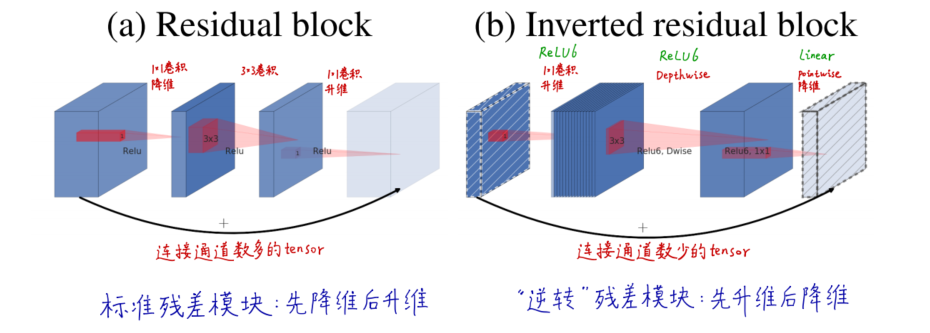 (a) Residual block
(b) Inverted residual block
1×1卷积
降维
3×3卷积
1×1卷积
升维
ReLU6
1×1卷积
升维
ReLU6
Depthwise
Linear
pointwise
降维
3x3
Relu
Relu
Relu
3x3
Relu6, Dwise
Relu6, 1x1
+
+
连接通道数多的tensor
连接通道数少的tensor
标准残差模块:先降维后升维
“逆转”残差模块:先升维后降维